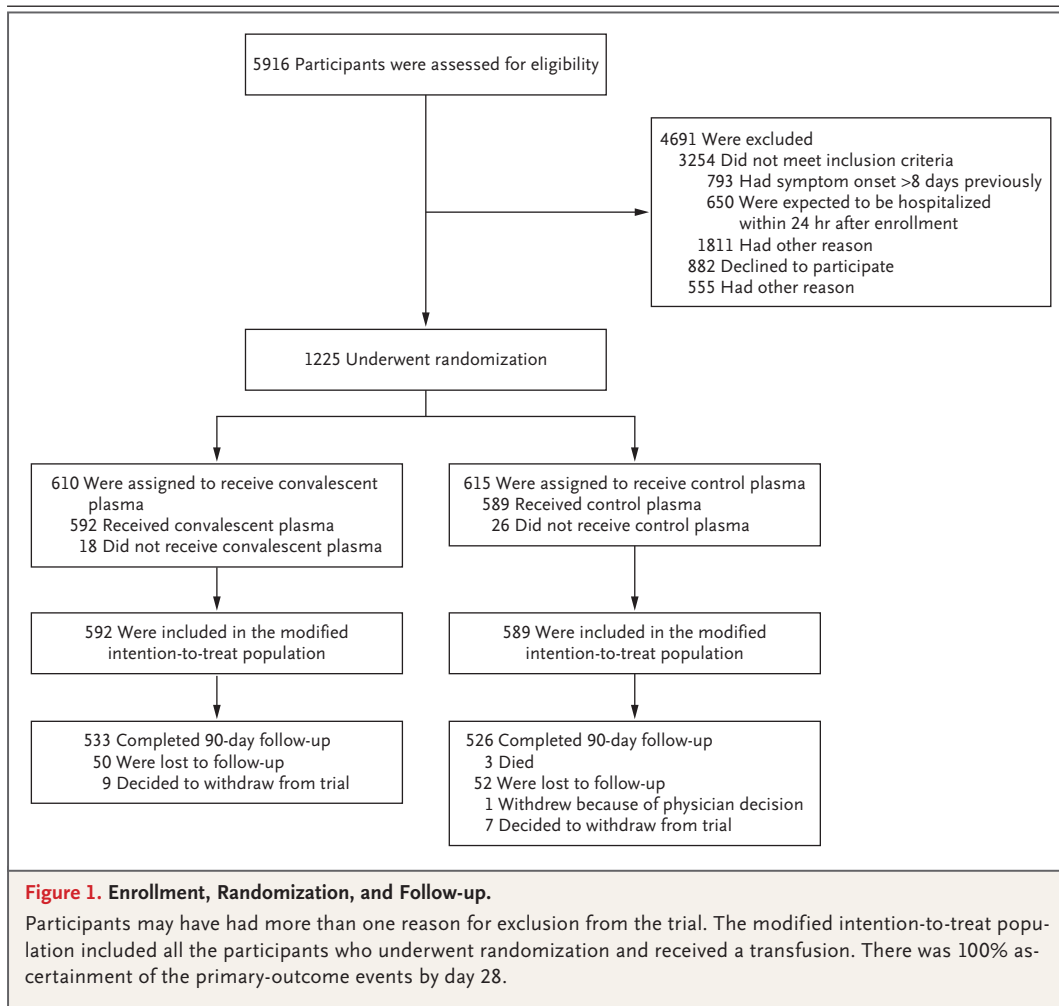 5916 Participants were assessed for eligibility
4691 Were excluded
3254 Did not meet inclusion criteria
793 Had symptom onset >8 days previously
650 Were expected to be hospitalized
within 24 hr after enrollment
1811 Had other reason
882 Declined to participate
555 Had other reason
1225 Underwent randomization
610 Were assigned to receive convalescent
plasma
592 Received convalescent plasma
18 Did not receive convalescent plasma
615 Were assigned to receive control plasma
589 Received control plasma
26 Did not receive control plasma
592 Were included in the modified
intention-to-treat population
589 Were included in the modified
intention-to-treat population
533 Completed 90-day follow-up
50 Were lost to follow-up
9 Decided to withdraw from trial
526 Completed 90-day follow-up
3 Died
52 Were lost to follow-up
1 Withdrew because of physician decision
7 Decided to withdraw from trial
Figure 1. Enrollment, Randomization, and Follow-up.
Participants may have had more than one reason for exclusion from the trial. The modified intention-to-treat popu-
lation included all the participants who underwent randomization and received a transfusion. There was 100% as-
certainment of the primary-outcome events by day 28.